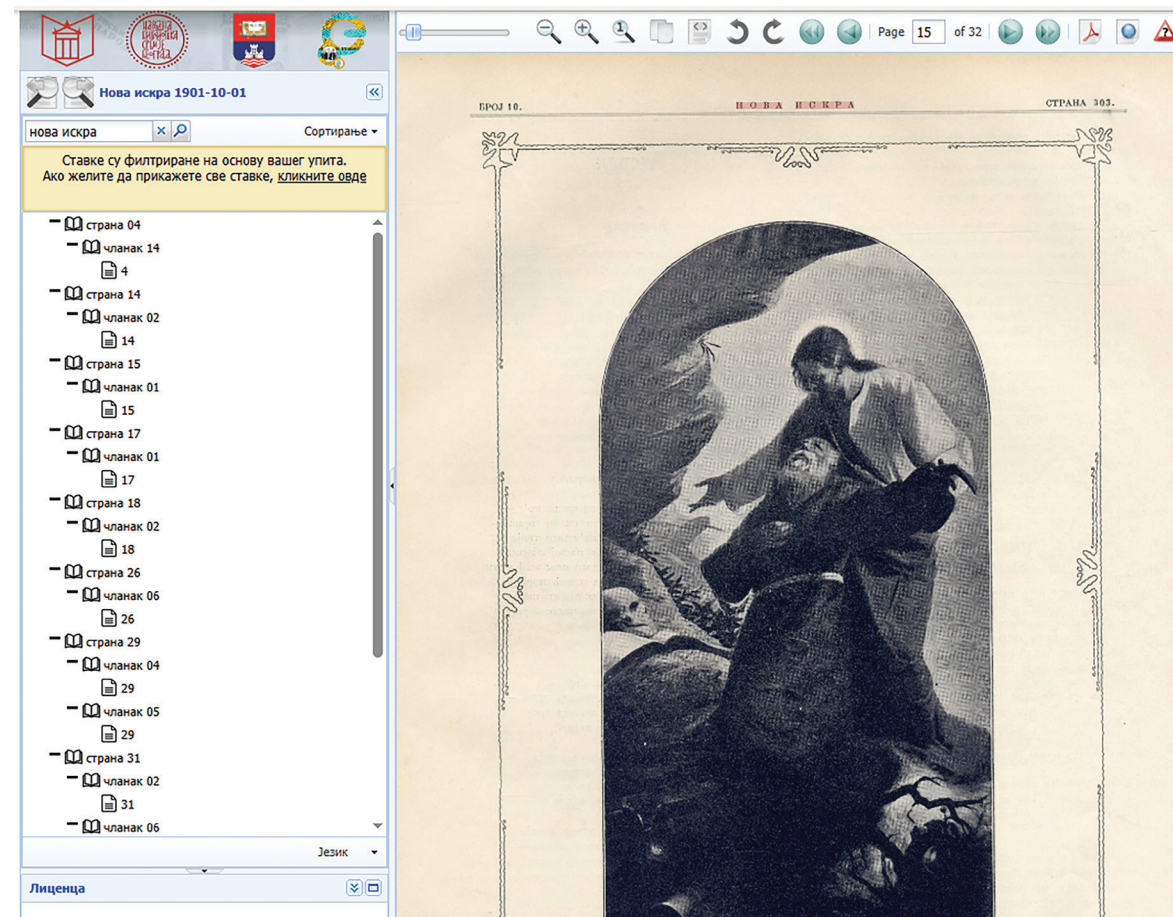 Нова искра 1901-10-01
нова искра
Сортирање
Ставке су филтриране на основу вашег упита.
Ако желите да прикажете све ставке, кликните овде
страна 04
чланак 14
4
страна 14
чланак 02
14
страна 15
чланак 01
15
страна 17
чланак 01
17
страна 18
чланак 02
18
страна 26
чланак 06
26
страна 29
чланак 04
29
чланак 05
29
страна 31
чланак 02
31
чланак 06
Језик
Лиценца
1
Page 15 of 32
БРОЈ 10.
НОВА ИСКРА
СТРАНА 303.